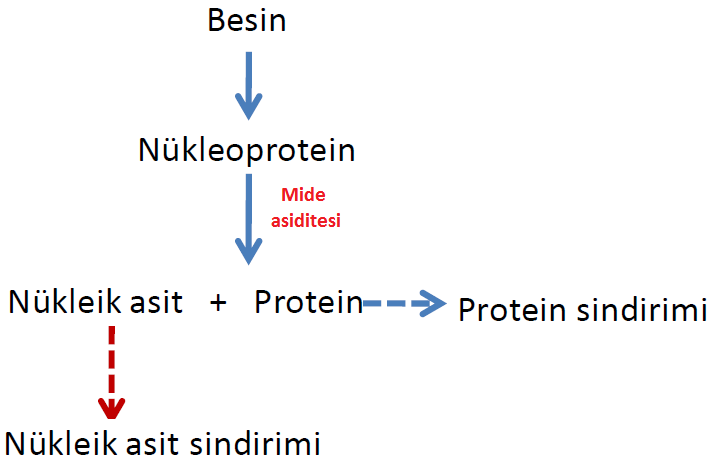 Besin
Nükleoprotein
Mide
asiditesi
Nükleik asit + Protein
Protein sindirimi
Nükleik asit sindirimi